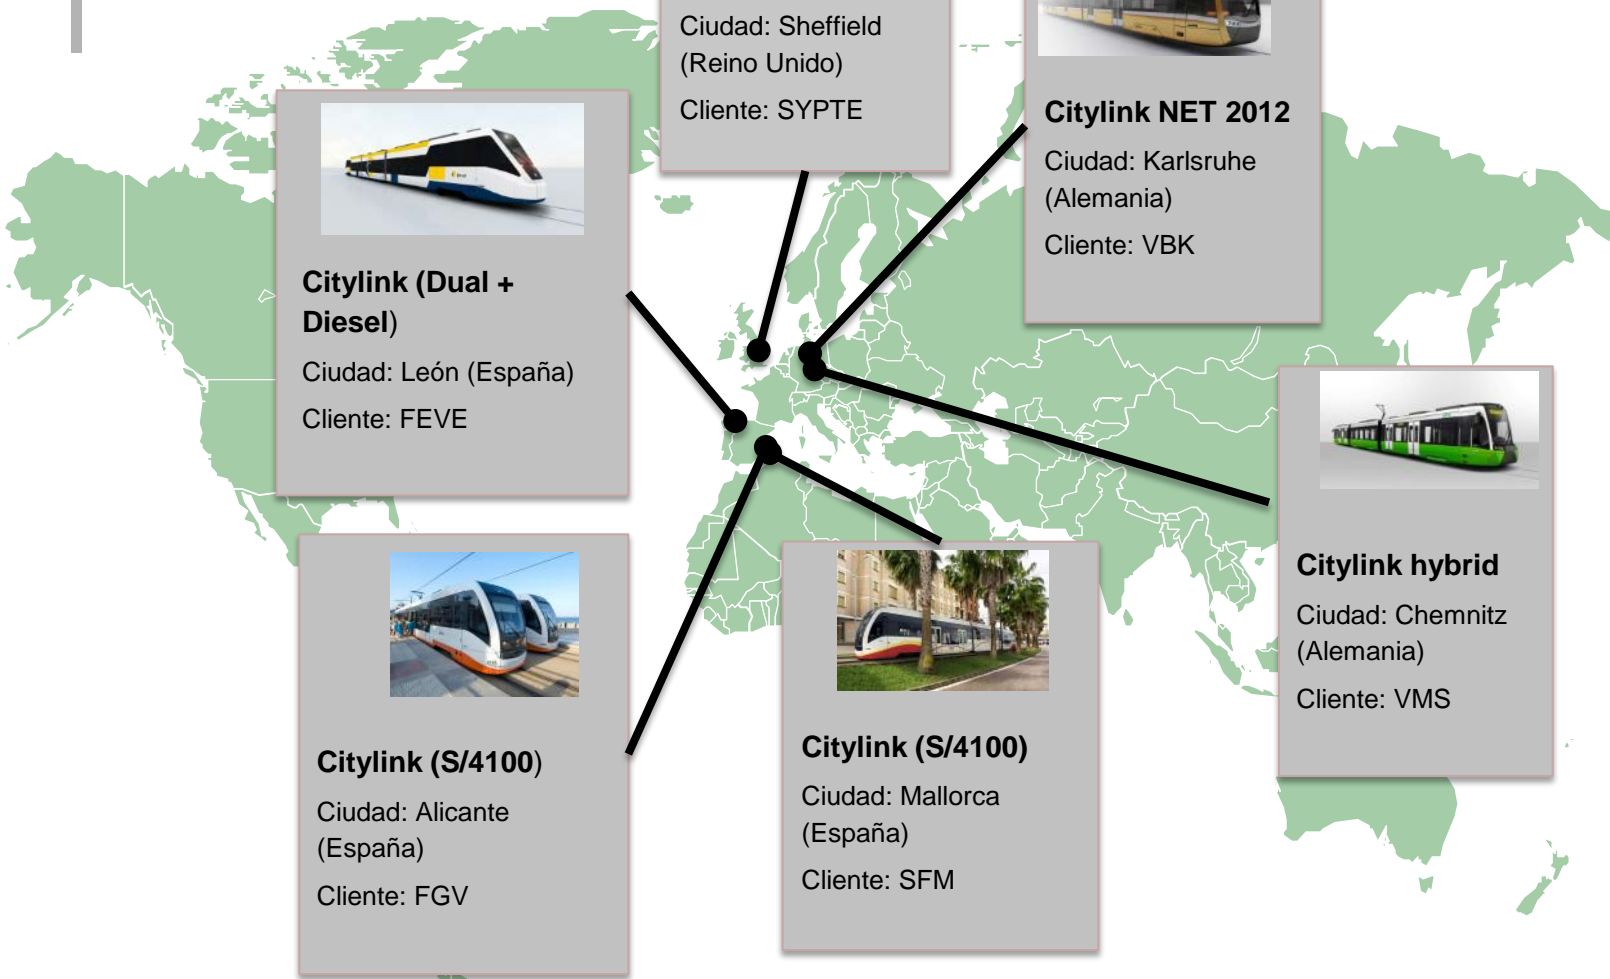 Ciudad: Sheffield
(Reino Unido)
Cliente: SYPTE
Citylink NET 2012
Ciudad: Karlsruhe
(Alemania)
Cliente: VBK
Citylink (Dual +
Diesel)
Ciudad: León (España)
Cliente: FEVE
Citylink hybrid
Ciudad: Chemnitz
(Alemania)
Cliente: VMS
Citylink (S/4100)
Ciudad: Alicante
(España)
Cliente: FGV
Citylink (S/4100)
Ciudad: Mallorca
(España)
Cliente: SFM